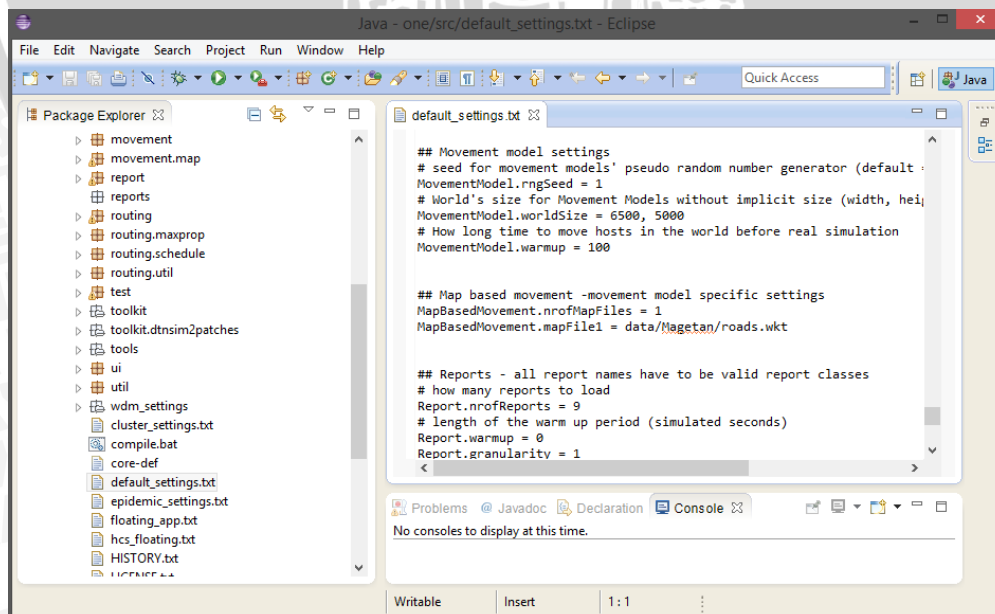 Java - one/src/default_settings.txt - Eclipse
File Edit Navigate Search Project Run Window Help
Quick Access
Java
Package Explorer
movement
movement.map
report
reports
routing
routing.maxprop
routing.schedule
routing.util
test
toolkit
toolkit.dtnsim2patches
tools
ui
util
wdm_settings
cluster_settings.txt
compile.bat
core-def
default_settings.txt
epidemic_settings.txt
floating_app.txt
hcs_floating.txt
HISTORY.txt
LICENSE.txt
default_settings.txt
## Movement model settings
# seed for movement models' pseudo random number generator (default =
MovementModel.rngSeed = 1
# World's size for Movement Models without implicit size (width, heig
MovementModel.worldSize = 6500, 5000
# How long time to move hosts in the world before real simulation
MovementModel.warmup = 100
## Map based movement -movement model specific settings
MapBasedMovement.nrofMapFiles = 1
MapBasedMovement.mapFile1 = data/Magetan/roads.wkt
## Reports - all report names have to be valid report classes
# how many reports to load
Report.nrofReports = 9
# length of the warm up period (simulated seconds)
Report.warmup = 0
Report.granularity = 1
Problems @ Javadoc Declaration Console
No consoles to display at this time.
Writable Insert 1 : 1